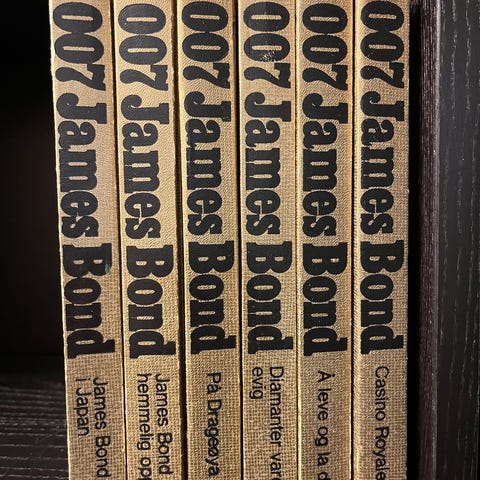 007 James Bond
James Bond
i Japan
007 James Bond
James Bond
hemmelig
007 James Bond
På Drageøya
007 James Bond
Diamanter
evig
007 James Bond
Å leve og la
007 James Bond
Casino Royale